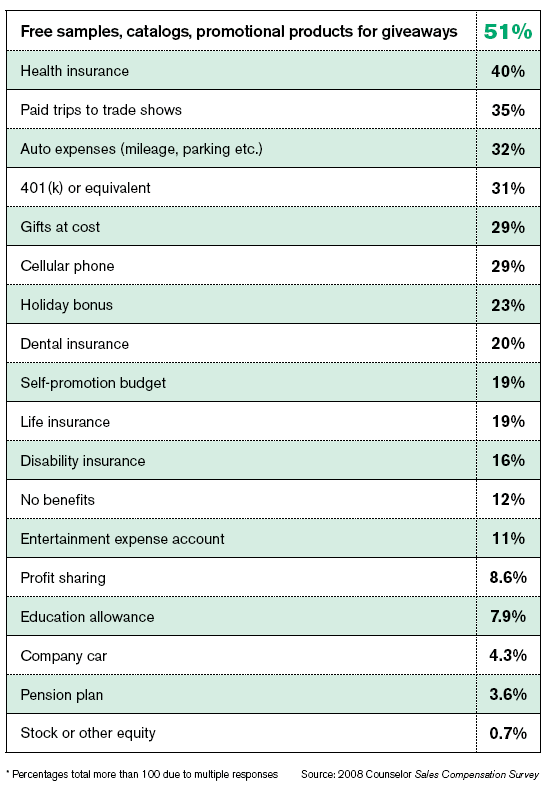 Free samples, catalogs, promotional products for giveaways 51%
Health insurance 40%
Paid trips to trade shows 35%
Auto expenses (mileage, parking etc.) 32%
401(k) or equivalent 31%
Gifts at cost 29%
Cellular phone 29%
Holiday bonus 23%
Dental insurance 20%
Self-promotion budget 19%
Life insurance 19%
Disability insurance 16%
No benefits 12%
Entertainment expense account 11%
Profit sharing 8.6%
Education allowance 7.9%
Company car 4.3%
Pension plan 3.6%
Stock or other equity 0.7%
* Percentages total more than 100 due to multiple responses Source: 2008 Counselor Sales Compensation Survey